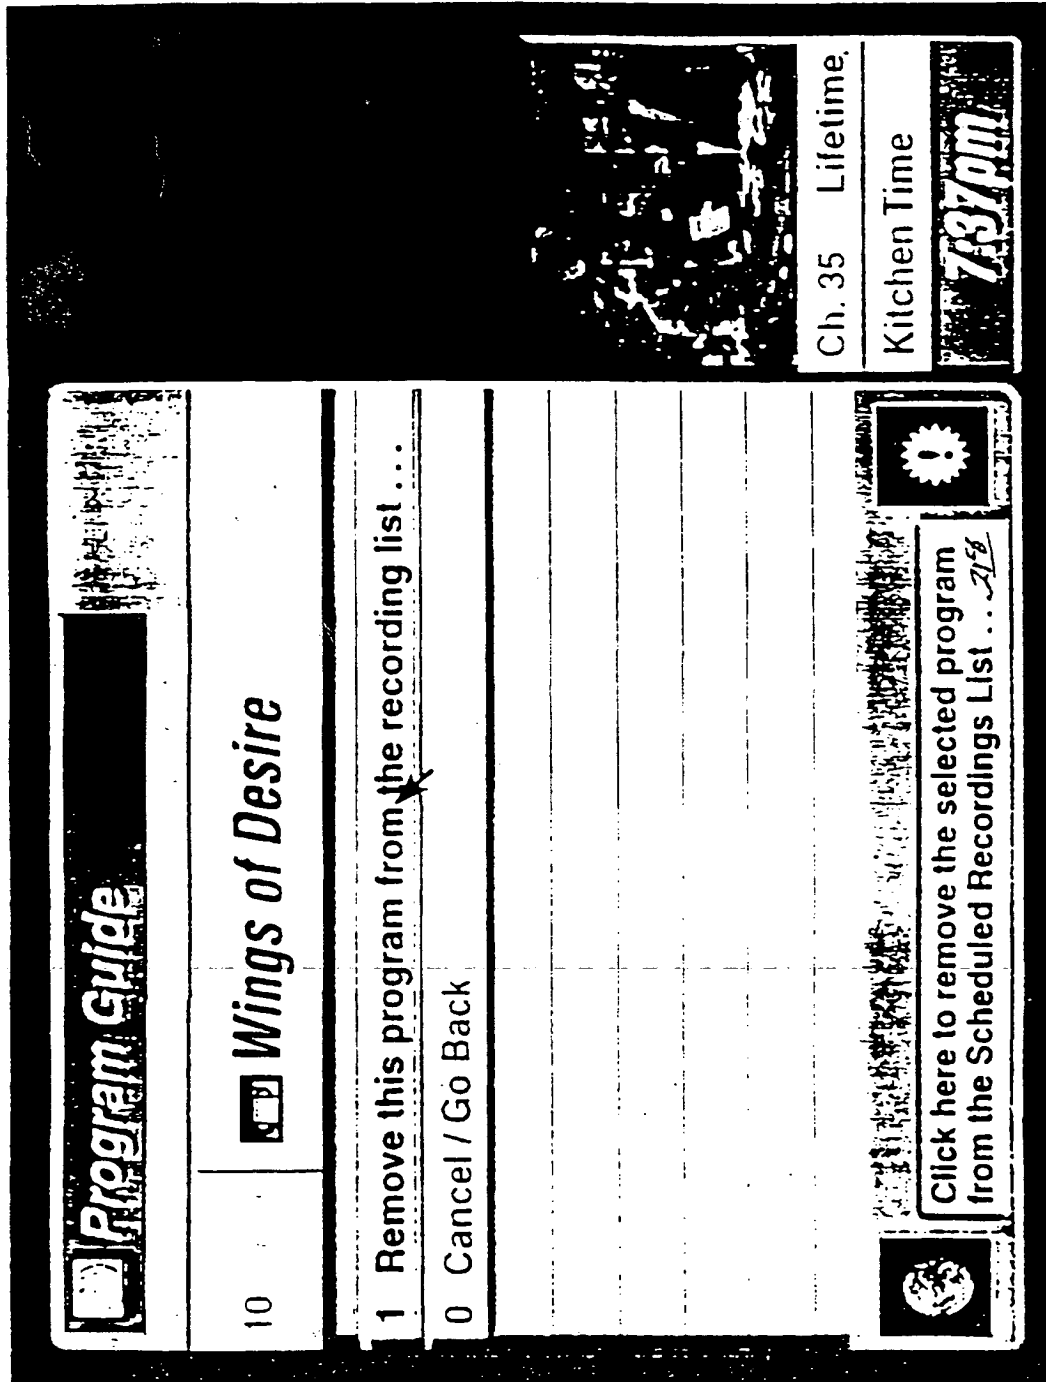 Program Guide
10 Wings of Desire
1 Remove this program from the recording list ...
0 Cancel / Go Back
Click here to remove the selected program
from the Scheduled Recordings List ... 218
Ch. 35 Lifetime
Kitchen Time
7:37pm